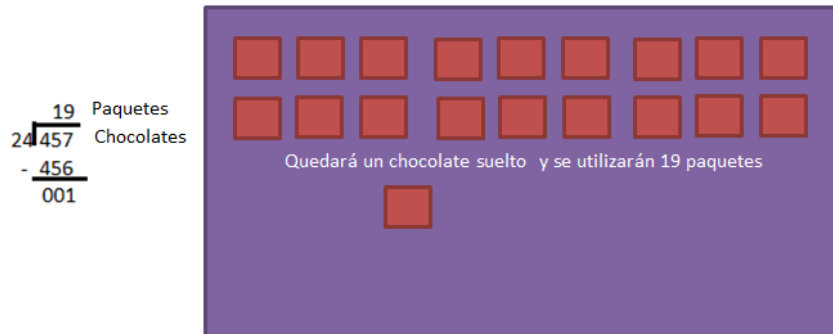 19 Paquetes
24 457 Chocolates
- 456
001
Quedará un chocolate suelto y se utilizarán 19 paquetes